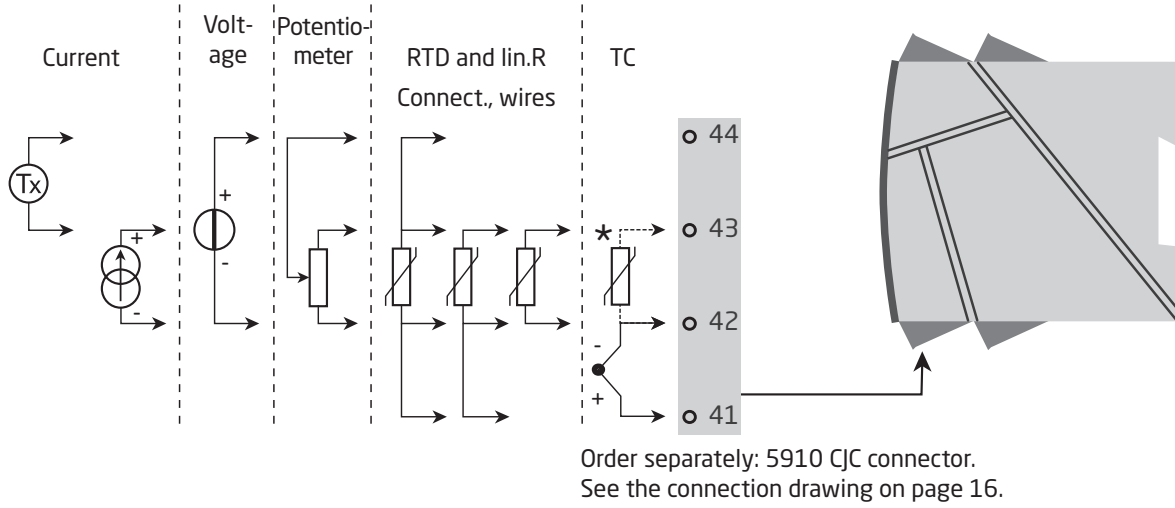 Current
Volt-
age
Potentio-
meter
RTD and lin.R
Connect., wires
TC
Tx
+
-
+
-
*
-
+
44
43
42
41
Order separately: 5910 CJC connector.
See the connection drawing on page 16.